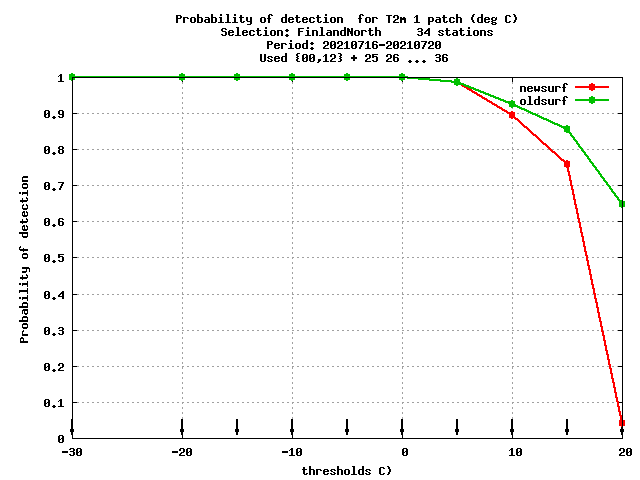 Probability of detection  for T2m 1 patch (deg C)
Selection: FinlandNorth     34 stations
Period: 20210716-20210720
Used {00,12} + 25 26 ... 36
newsurf
oldsurf
1
0.9
0.8
0.7
0.6
0.5
0.4
0.3
0.2
0.1
0
Probability of detection
-30 -20 -10 0 10 20
thresholds C)